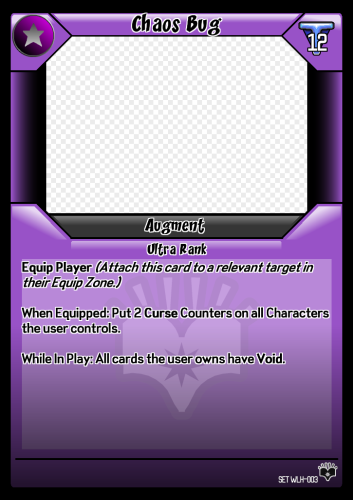 Chaos Bug
12
Augment
Ultra Rank
Equip Player (Attach this card to a relevant target in
their Equip Zone.)
When Equipped: Put 2 Curse Counters on all Characters
the user controls.
While In Play: All cards the user owns have Void.
SET WLH-003